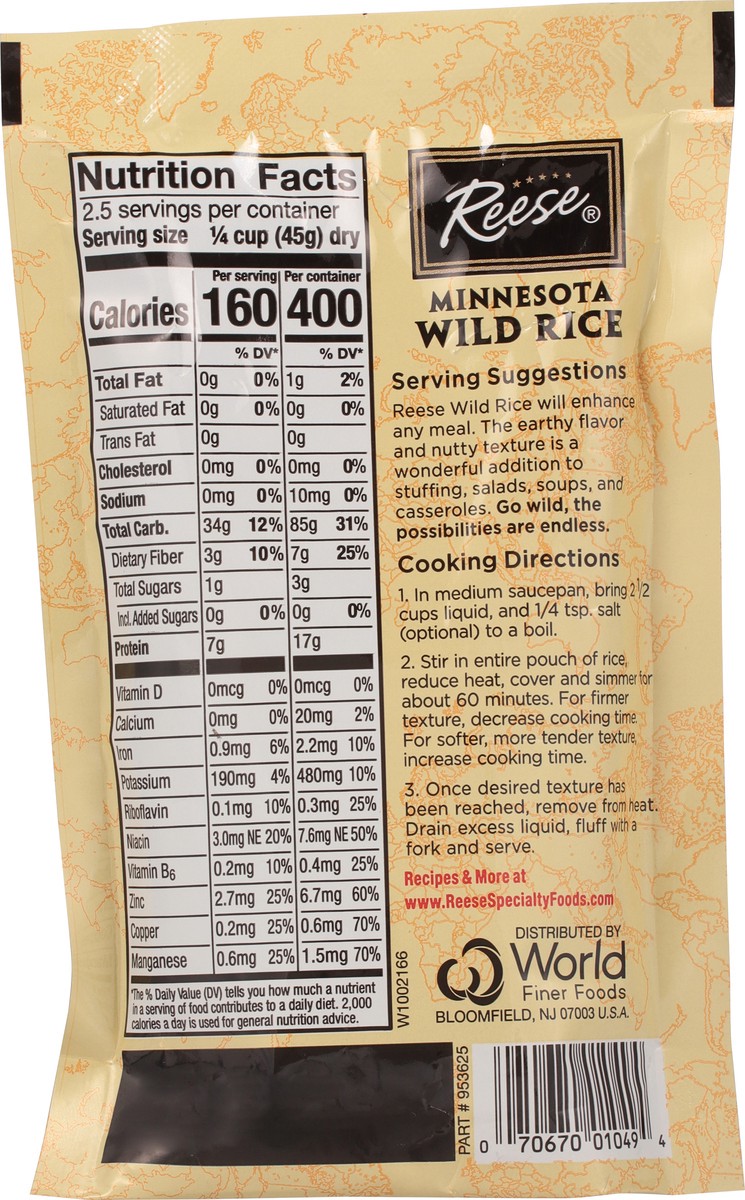 Nutrition Facts
2.5 servings per container
Serving size ¼ cup (45g) dry
Per serving Per container
Calories 160 400
% DV* % DV*
Total Fat 0g 0% 1g 2%
Saturated Fat 0g 0% 0g 0%
Trans Fat 0g 0g
Cholesterol 0mg 0% 0mg 0%
Sodium 0mg 0% 10mg 0%
Total Carb. 34g 12% 85g 31%
Dietary Fiber 3g 10% 7g 25%
Total Sugars 1g 3g
Incl. Added Sugars 0g 0% 0g 0%
Protein 7g 17g
Vitamin D 0mcg 0% 0mcg 0%
Calcium 0mg 0% 20mg 2%
Iron 0.9mg 6% 2.2mg 10%
Potassium 190mg 4% 480mg 10%
Riboflavin 0.1mg 10% 0.3mg 25%
Niacin 3.0mg NE 20% 7.6mg NE 50%
Vitamin B6 0.2mg 10% 0.4mg 25%
Zinc 2.7mg 25% 6.7mg 60%
Copper 0.2mg 25% 0.6mg 70%
Manganese 0.6mg 25% 1.5mg 70%
*The % Daily Value (DV) tells you how much a nutrient
in a serving of food contributes to a daily diet. 2,000
calories a day is used for general nutrition advice.
W1002166
Reese®
MINNESOTA
WILD RICE
Serving Suggestions
Reese Wild Rice will enhance
any meal. The earthy flavor
and nutty texture is a
wonderful addition to
stuffing, salads, soups, and
casseroles. Go wild, the
possibilities are endless.
Cooking Directions
1. In medium saucepan, bring 2 1/2
cups liquid, and 1/4 tsp. salt
(optional) to a boil.
2. Stir in entire pouch of rice,
reduce heat, cover and simmer for
about 60 minutes. For firmer
texture, decrease cooking time.
For softer, more tender texture,
increase cooking time.
3. Once desired texture has
been reached, remove from heat.
Drain excess liquid, fluff with a
fork and serve.
Recipes & More at
www.ReeseSpecialtyFoods.com
DISTRIBUTED BY
World
Finer Foods
BLOOMFIELD, NJ 07003 U.S.A.
PART # 953625
0 70670 01049 4